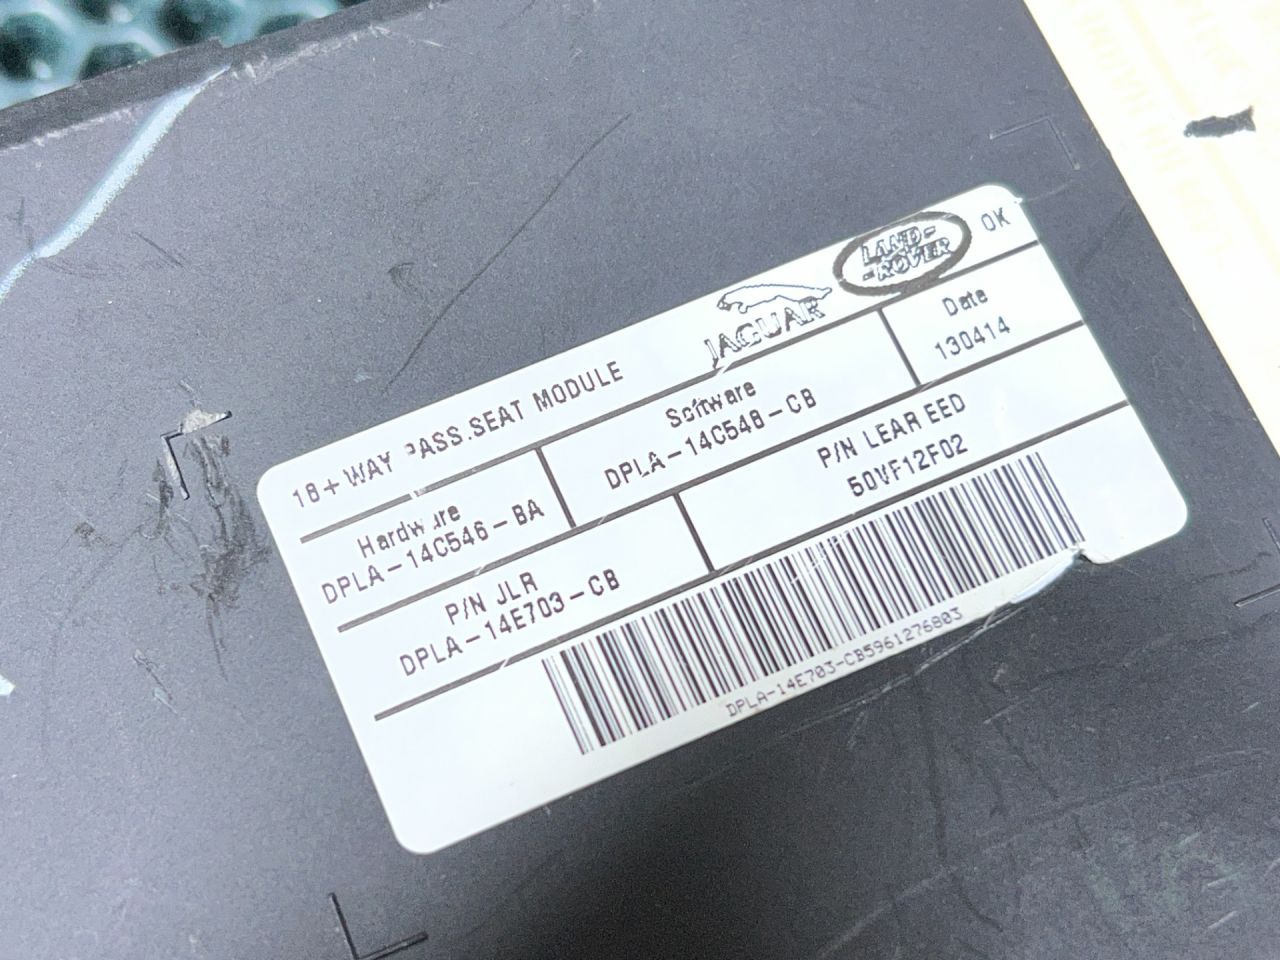 18+WAY PASS.SEAT MODULE
JAGUAR
LAND-
-ROVER
OK
Hardware
DPLA-14C546-BA
Software
DPLA-14C548-CB
Date
130414
P/N JLR
DPLA-14E703-CB
P/N LEAR EED
50VF12F02
DPLA-14E703-CB5961276803